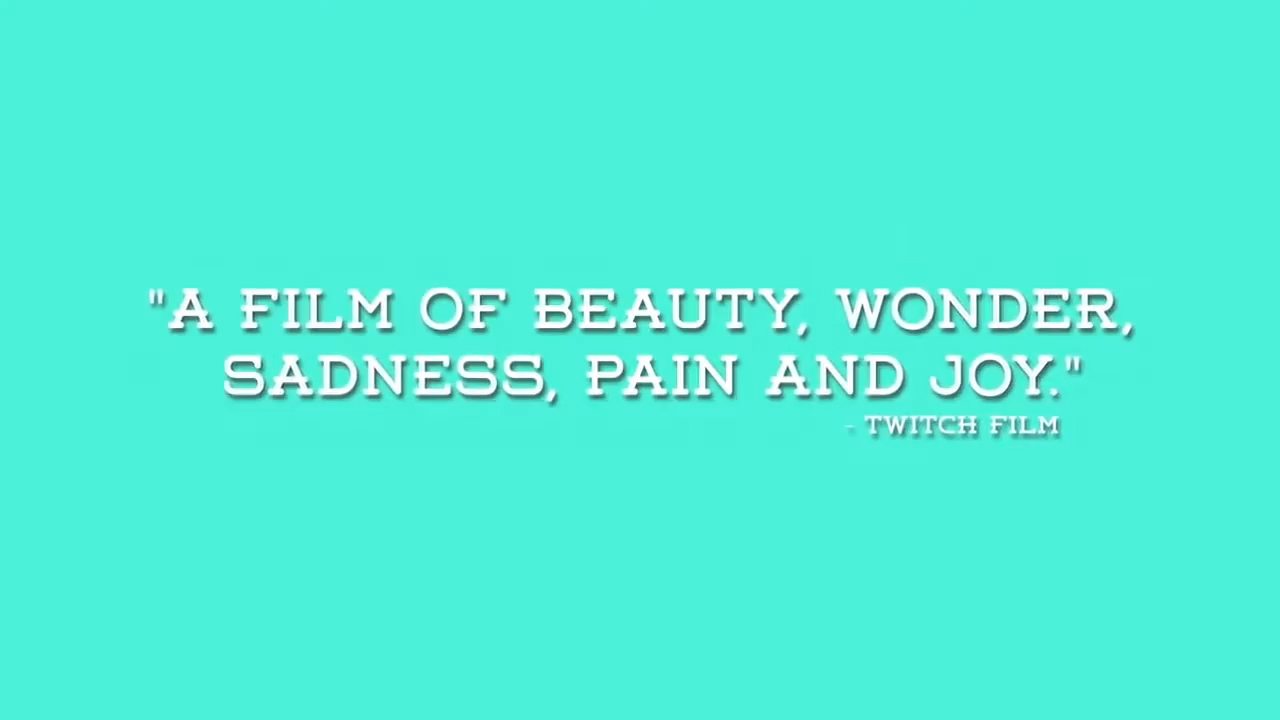 "A FILM OF BEAUTY, WONDER,
SADNESS, PAIN AND JOY."
- TWITCH FILM